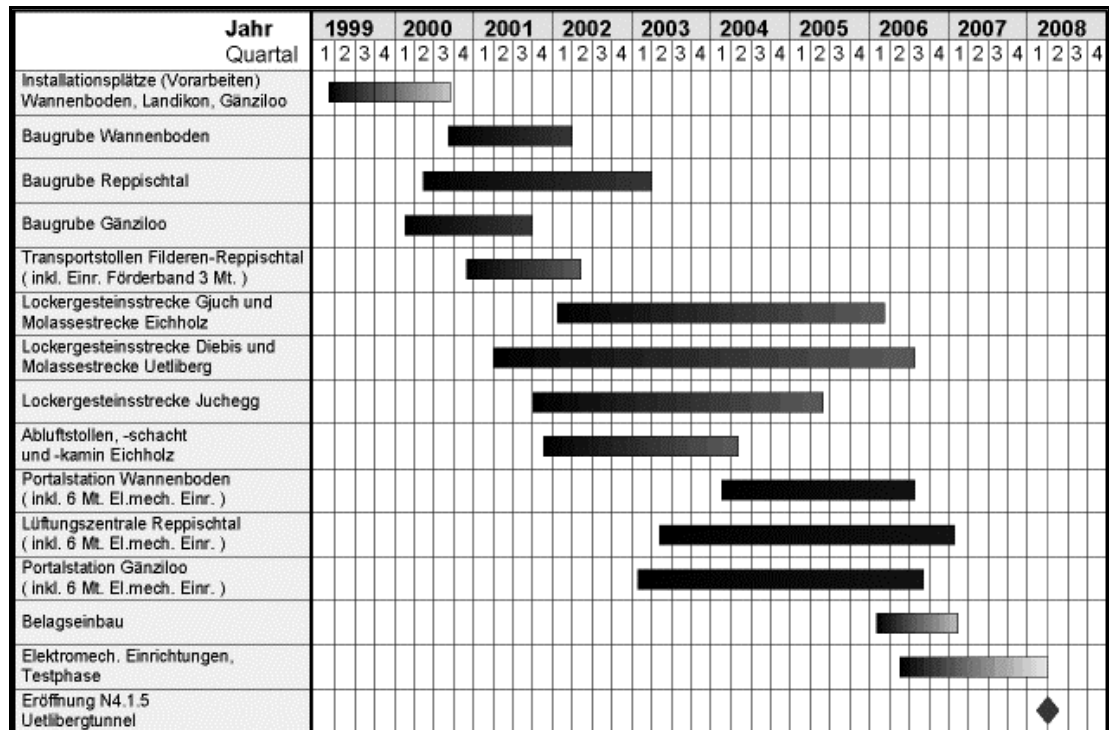 Jahr 1999 2000 2001 2002 2003 2004 2005 2006 2007 2008
Quartal 1 2 3 4 1 2 3 4 1 2 3 4 1 2 3 4 1 2 3 4 1 2 3 4 1 2 3 4 1 2 3 4 1 2 3 4 1 2 3 4
Installationsplätze (Vorarbeiten)
Wannenboden, Landikon, Gänziloo
Baugrube Wannenboden
Baugrube Reppischtal
Baugrube Gänziloo
Transportstollen Filderen-Reppischtal
( inkl. Einr. Förderband 3 Mt. )
Lockergesteinsstrecke Gjuch und
Molassestrecke Eichholz
Lockergesteinsstrecke Diebis und
Molassestrecke Uetliberg
Lockergesteinsstrecke Juchegg
Abluftstollen, -schacht
und -kamin Eichholz
Portalstation Wannenboden
( inkl. 6 Mt. El.mech. Einr. )
Lüftungszentrale Reppischtal
( inkl. 6 Mt. El.mech. Einr. )
Portalstation Gänziloo
( inkl. 6 Mt. El.mech. Einr. )
Belagseinbau
Elektromech. Einrichtungen,
Testphase
Eröffnung N4.1.5
Uetlibergtunnel